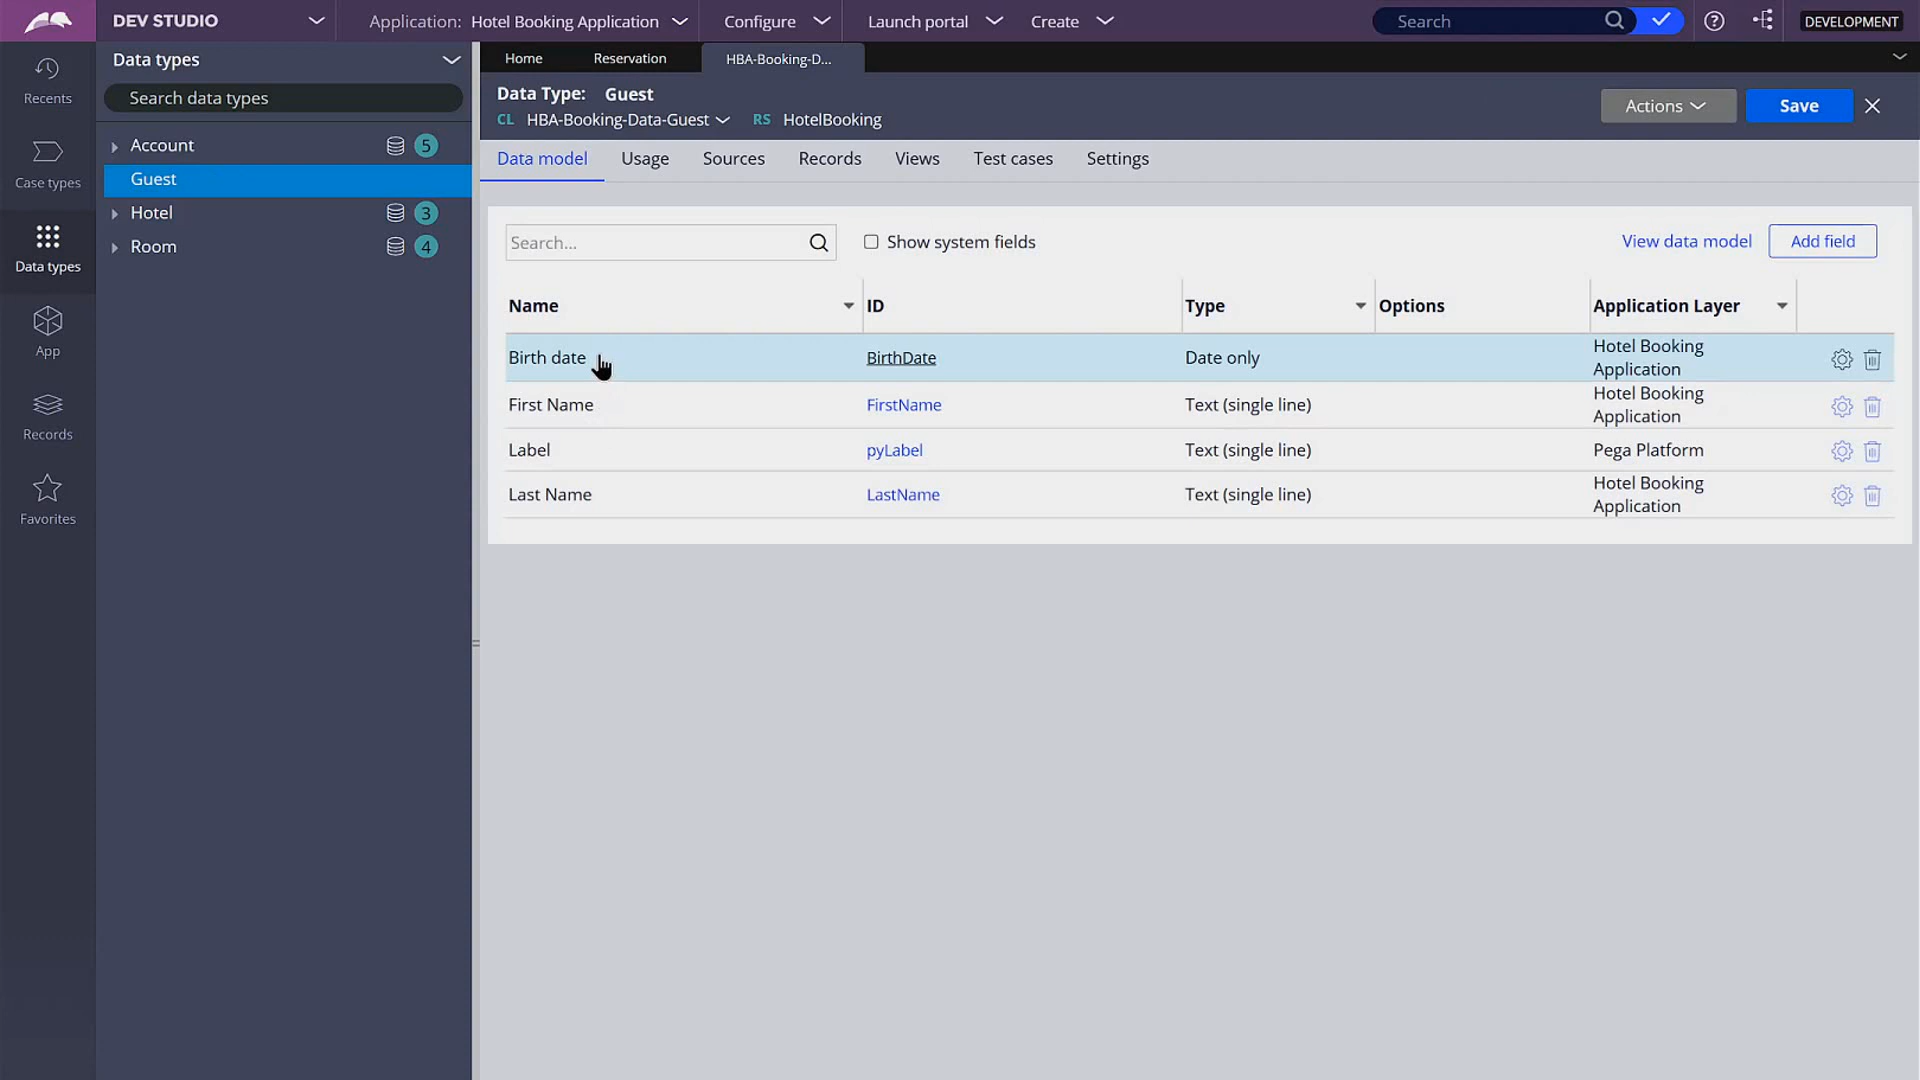 DEV STUDIO
Application: Hotel Booking Application
Configure
Launch portal
Create
Search
DEVELOPMENT
Recents
Case types
Data types
App
Records
Favorites
Data types
Search data types
Account 5
Guest
Hotel 3
Room 4
Home Reservation HBA-Booking-D...
Data Type: Guest
CL HBA-Booking-Data-Guest RS HotelBooking
Actions Save
Data model Usage Sources Records Views Test cases Settings
Search... Show system fields View data model Add field
Name ID Type Options Application Layer
Birth date BirthDate Date only Hotel Booking
Application
First Name FirstName Text (single line) Hotel Booking
Application
Label pyLabel Text (single line) Pega Platform
Last Name LastName Text (single line) Hotel Booking
Application